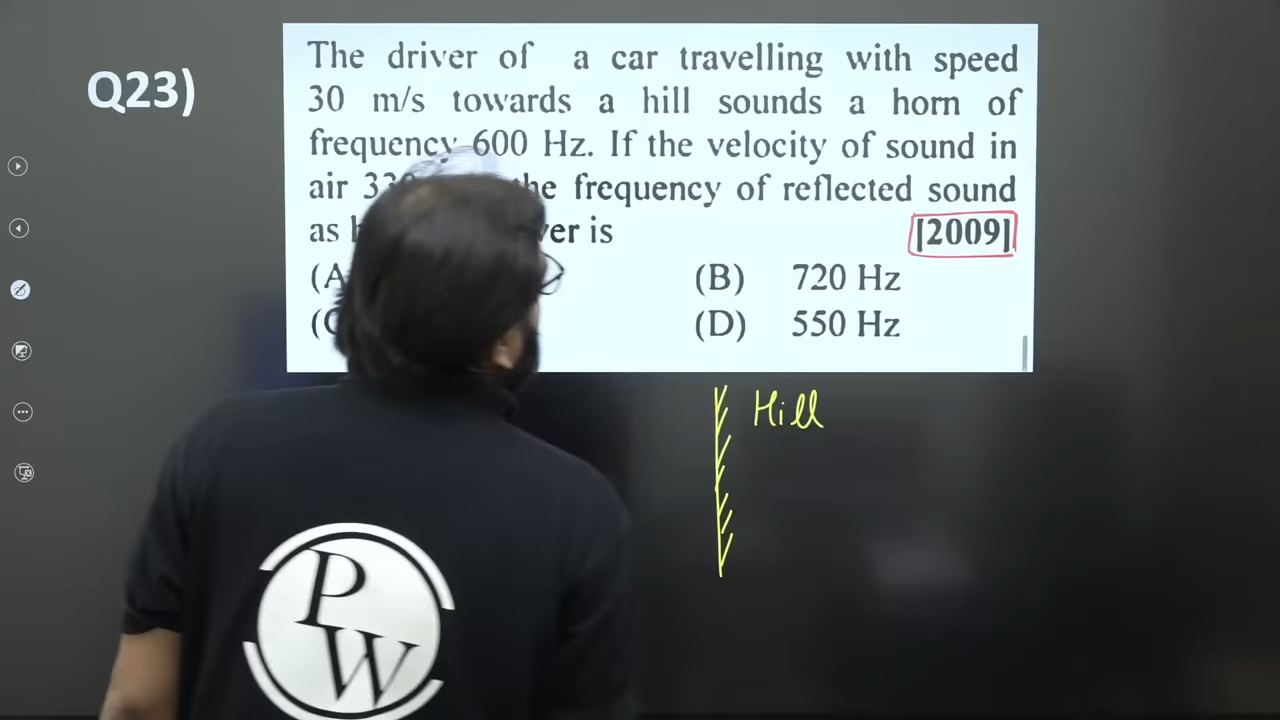 Q23)
The driver of a car travelling with speed
30 m/s towards a hill sounds a horn of
frequency 600 Hz. If the velocity of sound in
air the frequency of reflected sound
as is [2009]
(A
(B) 720 Hz
(D) 550 Hz
Hill
P
W